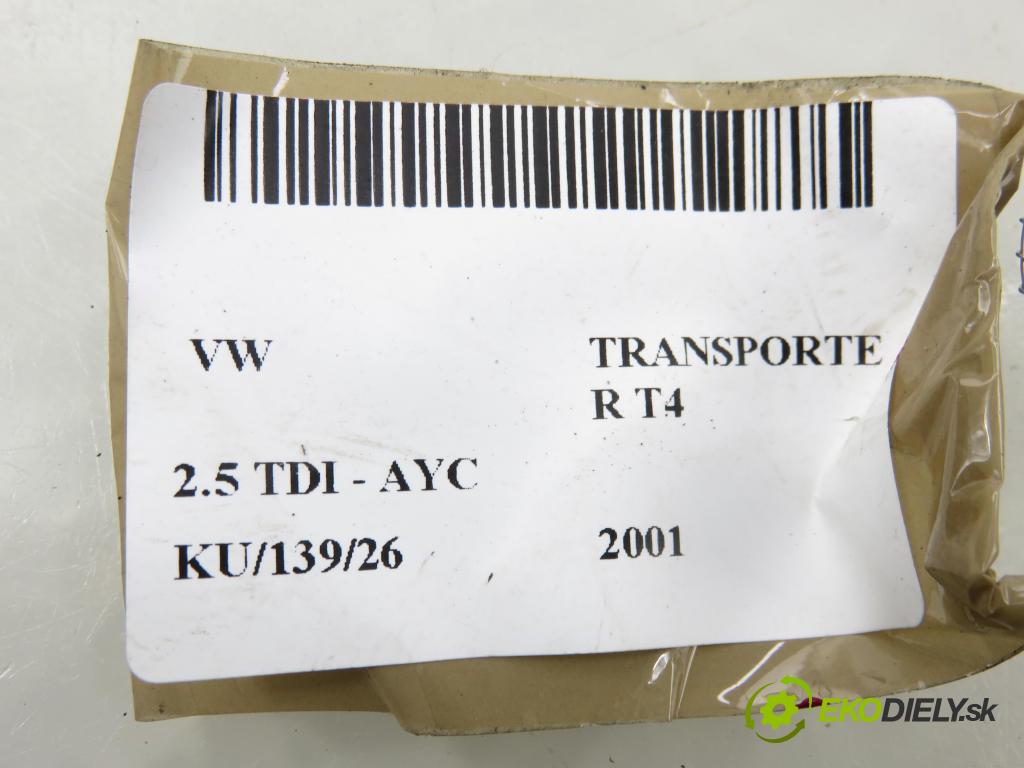 VW
TRANSPORTE
R T4
2.5 TDI - AYC
KU/139/26
2001
EKODIELY.sk